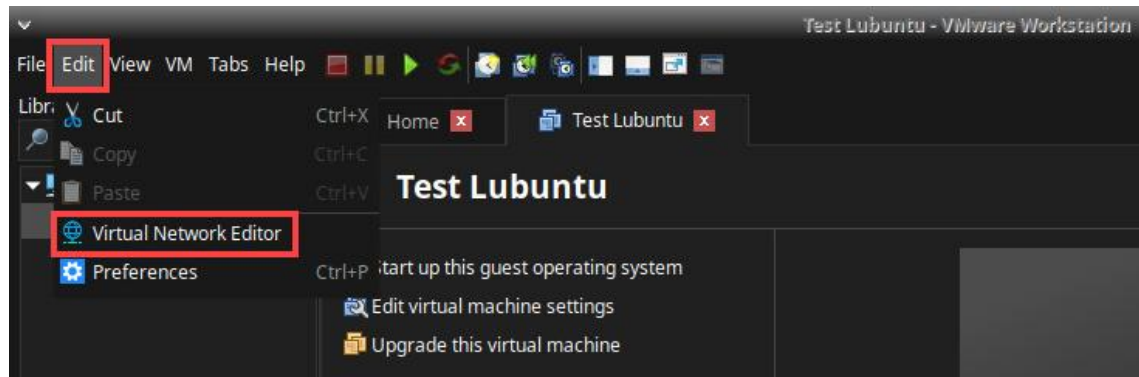 Test Lubuntu - VMware Workstation
File Edit View VM Tabs Help
Libr
Cut Ctrl+X
Home Test Lubuntu
Copy Ctrl+C
Paste Ctrl+V
Test Lubuntu
Virtual Network Editor
Preferences Ctrl+P
tart up this guest operating system
Edit virtual machine settings
Upgrade this virtual machine